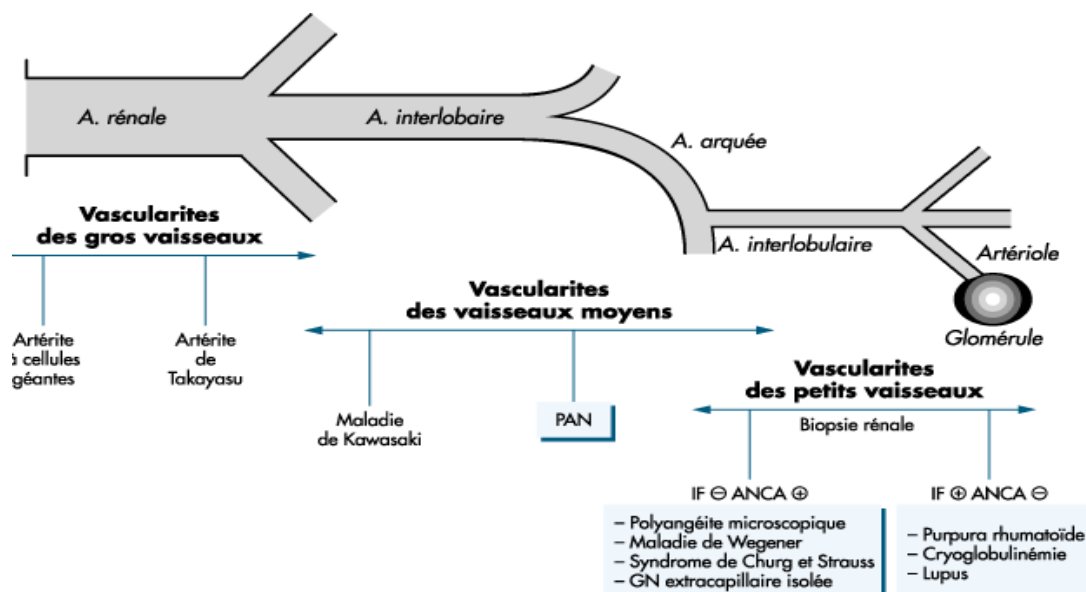 A. rénale
A. interlobaire
A. arquée
A. interlobulaire
Artériole
Glomérule
Vascularites
des gros vaisseaux
Artérite
à cellules
géantes
Artérite
de
Takayasu
Vascularites
des vaisseaux moyens
Maladie
de Kawasaki
PAN
Vascularites
des petits vaisseaux
Biopsie rénale
IF ⊖ ANCA ⊕
– Polyangéite microscopique
– Maladie de Wegener
– Syndrome de Churg et Strauss
– GN extracapillaire isolée
IF ⊕ ANCA ⊖
– Purpura rhumatoïde
– Cryoglobulinémie
– Lupus